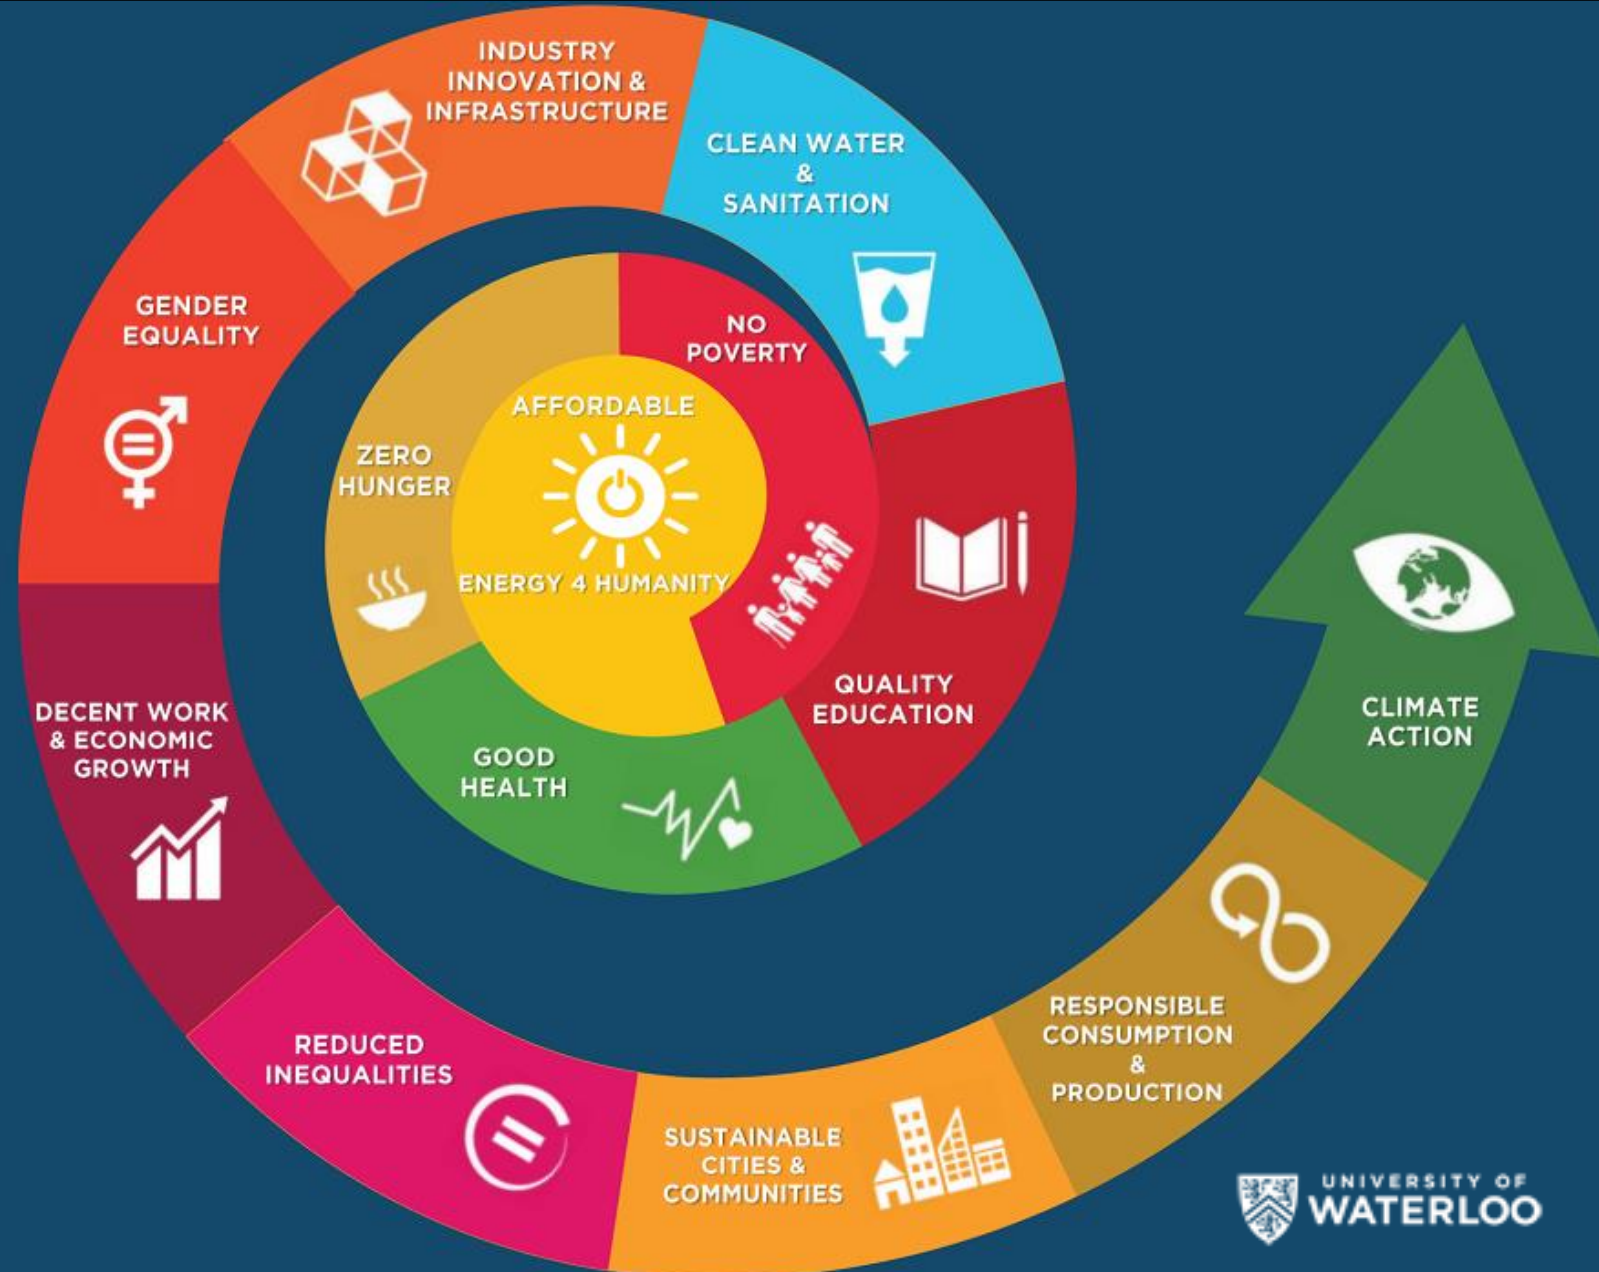 AFFORDABLE
ENERGY 4 HUMANITY
NO
POVERTY
ZERO
HUNGER
GOOD
HEALTH
QUALITY
EDUCATION
CLEAN WATER
&
SANITATION
INDUSTRY
INNOVATION &
INFRASTRUCTURE
GENDER
EQUALITY
DECENT WORK
& ECONOMIC
GROWTH
REDUCED
INEQUALITIES
SUSTAINABLE
CITIES &
COMMUNITIES
RESPONSIBLE
CONSUMPTION
&
PRODUCTION
CLIMATE
ACTION
UNIVERSITY OF
WATERLOO